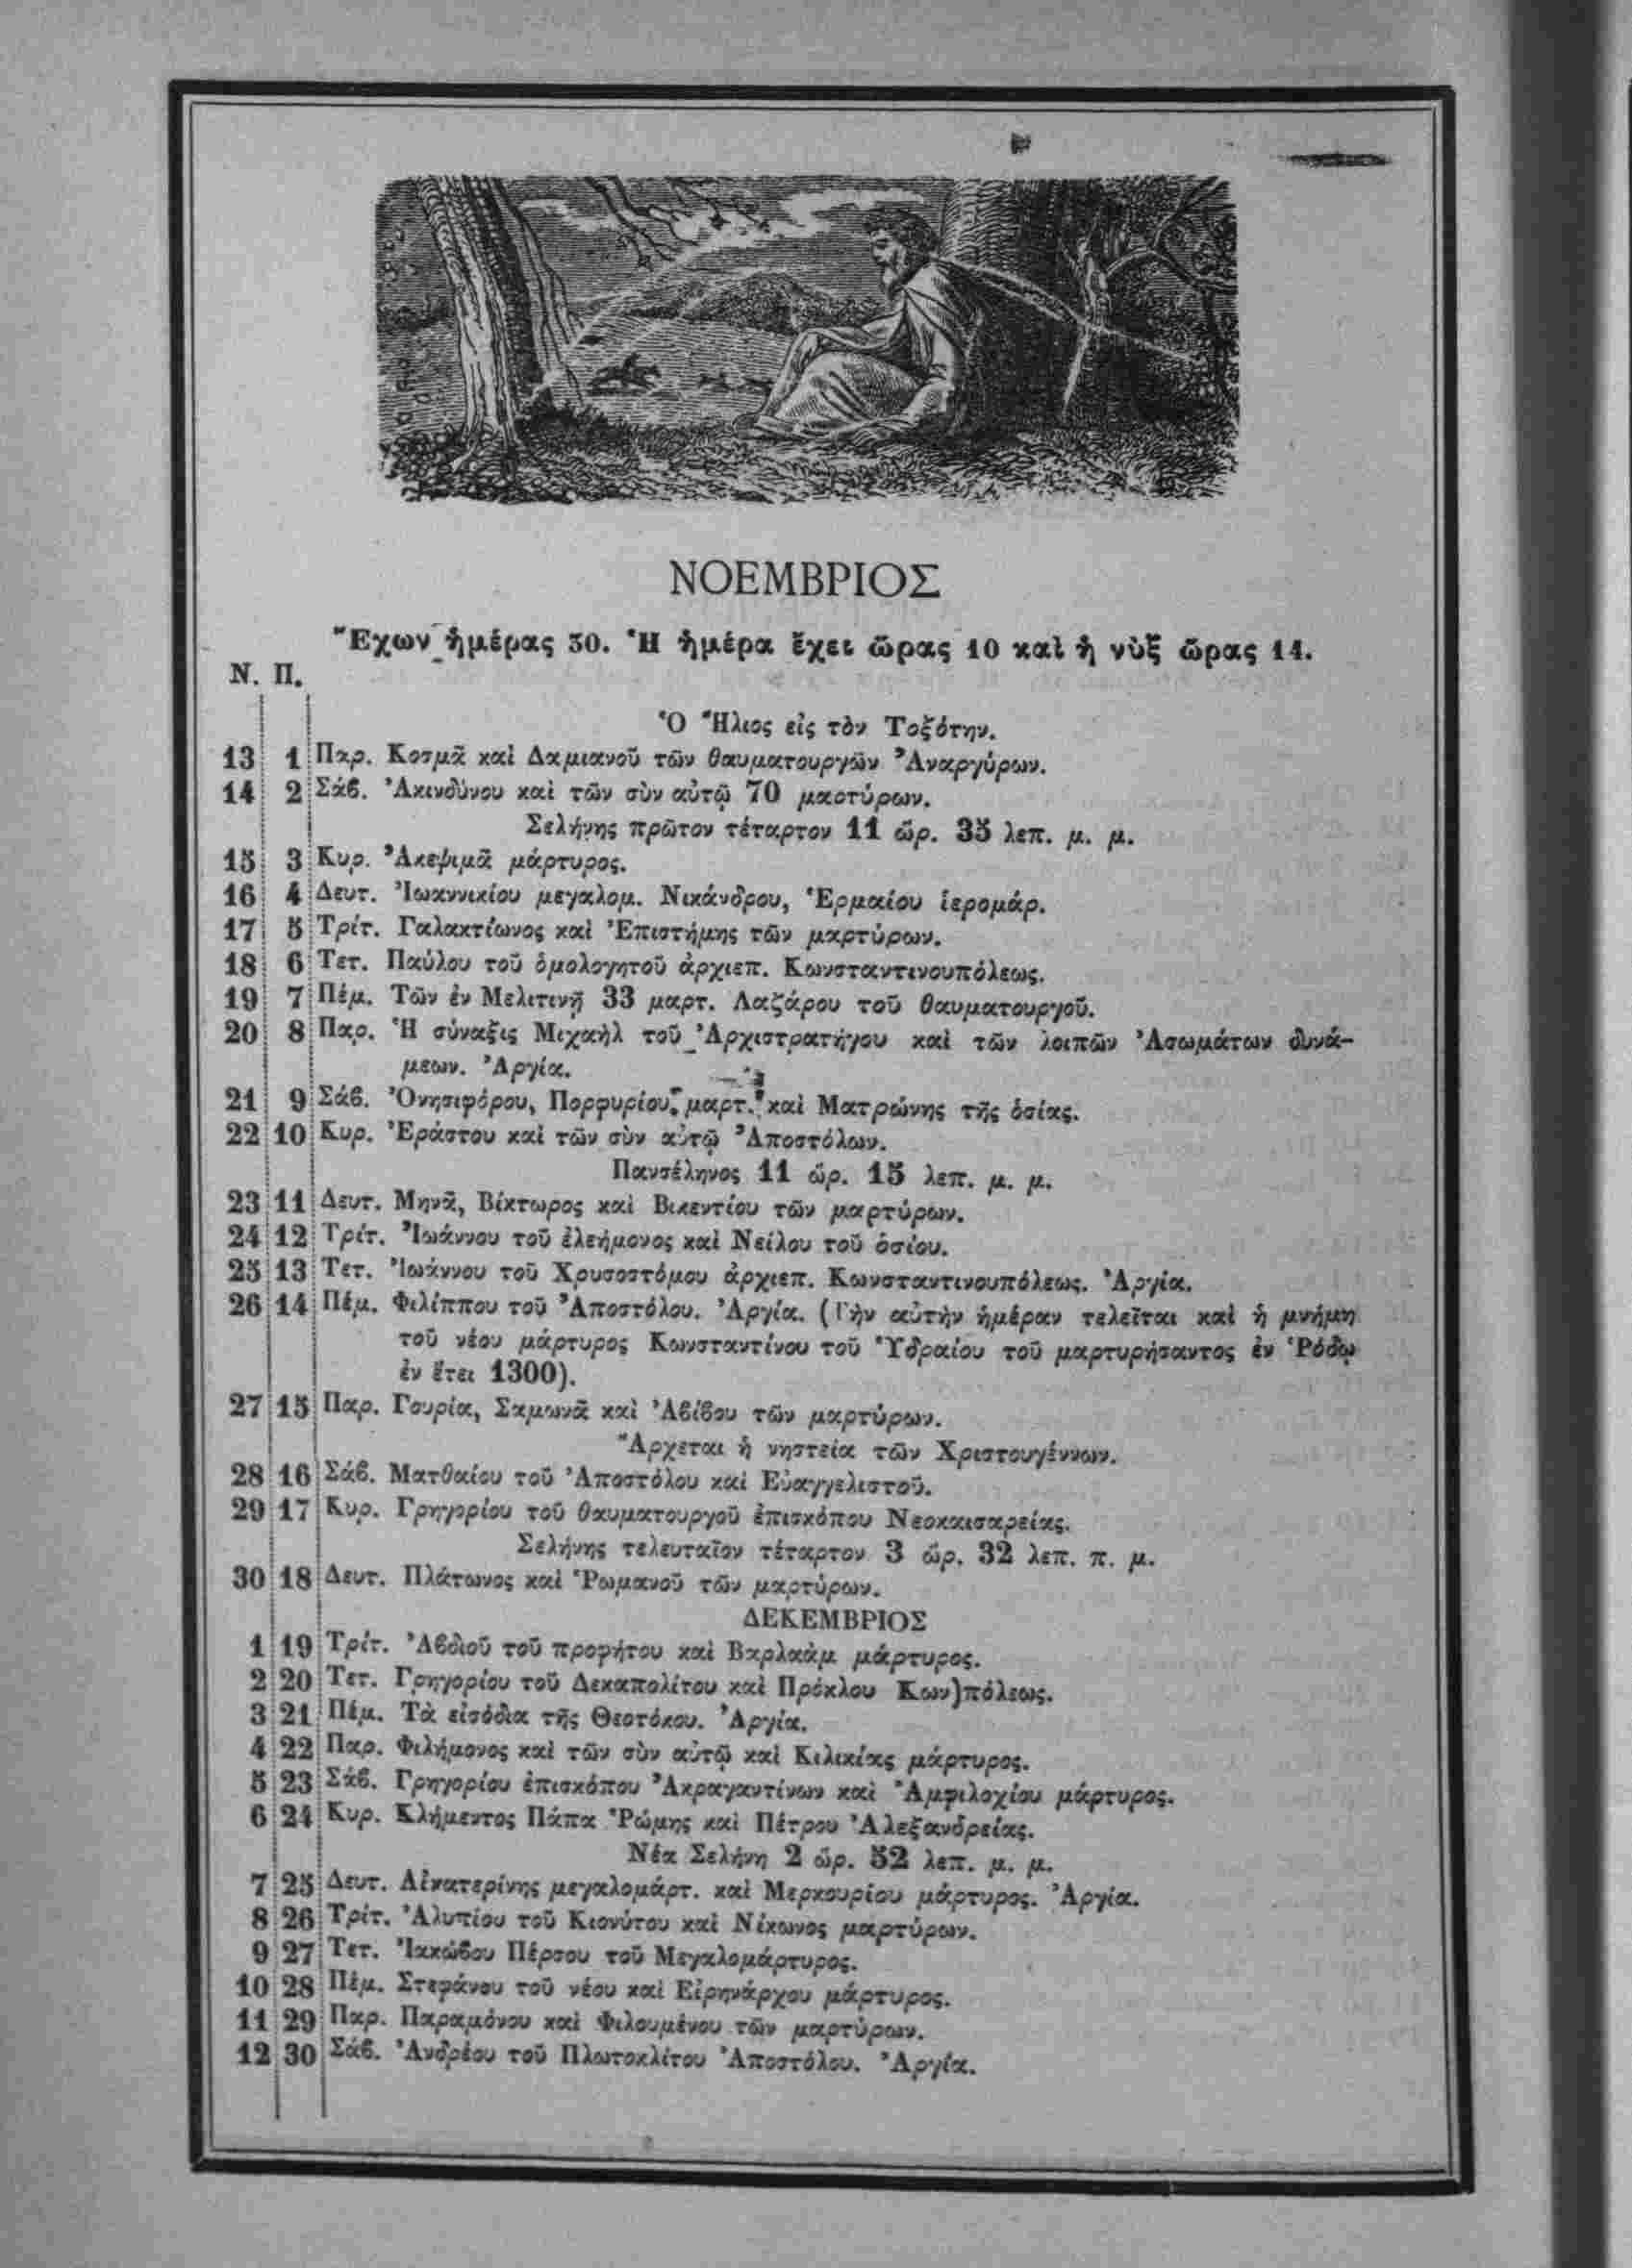 ΝΟΕΜΒΡΙΟΣ
Ἔχων ἡμέρας 30. Ἡ ἡμέρα ἔχει ὥρας 10 καὶ ἡ νὺξ ὥρας 14.
Ν. Π.
Ὁ Ἥλιος εἰς τὸν Τοξότην.
13 1 Παρ. Κοσμᾶ καὶ Δαμιανοῦ τῶν θαυματουργῶν Ἀναργύρων.
14 2 Σάβ. Ἀκινδύνου καὶ τῶν σὺν αὐτῷ 70 μαρτύρων.
Σελήνης πρῶτον τέταρτον 11 ὥρ. 35 λεπ. μ. μ.
15 3 Κυρ. Ἀκεψιμᾶ μάρτυρος.
16 4 Δευτ. Ἰωαννικίου μεγαλομ. Νικάνδρου, Ἑρμαίου ἱερομάρ.
17 5 Τρίτ. Γαλακτίωνος καὶ Ἐπιστήμης τῶν μαρτύρων.
18 6 Τετ. Παύλου τοῦ ὁμολογητοῦ ἀρχιεπ. Κωνσταντινουπόλεως.
19 7 Πέμ. Τῶν ἐν Μελιτινῇ 33 μαρτ. Λαζάρου τοῦ θαυματουργοῦ.
20 8 Παρ. Ἡ σύναξις Μιχαὴλ τοῦ Ἀρχιστρατήγου καὶ τῶν λοιπῶν Ἀσωμάτων δυνά-
μεων. Ἀργία.
21 9 Σάβ. Ὀνησιφόρου, Πορφυρίου μαρτ. καὶ Ματρώνης τῆς ὁσίας.
22 10 Κυρ. Ἐράστου καὶ τῶν σὺν αὐτῷ Ἀποστόλων.
Πανσέληνος 11 ὥρ. 15 λεπ. μ. μ.
23 11 Δευτ. Μηνᾶ, Βίκτωρος καὶ Βικεντίου τῶν μαρτύρων.
24 12 Τρίτ. Ἰωάννου τοῦ ἐλεήμονος καὶ Νείλου τοῦ ὁσίου.
25 13 Τετ. Ἰωάννου τοῦ Χρυσοστόμου ἀρχιεπ. Κωνσταντινουπόλεως. Ἀργία.
26 14 Πέμ. Φιλίππου τοῦ Ἀποστόλου. Ἀργία. (Τὴν αὐτὴν ἡμέραν τελεῖται καὶ ἡ μνήμη
τοῦ νέου μάρτυρος Κωνσταντίνου τοῦ Ὑδραίου τοῦ μαρτυρήσαντος ἐν Ῥόδῳ
ἐν ἔτει 1300).
27 15 Παρ. Γουρία, Σαμωνᾶ καὶ Ἀβίβου τῶν μαρτύρων.
Ἄρχεται ἡ νηστεία τῶν Χριστουγέννων.
28 16 Σάβ. Ματθαίου τοῦ Ἀποστόλου καὶ Εὐαγγελιστοῦ.
29 17 Κυρ. Γρηγορίου τοῦ θαυματουργοῦ ἐπισκόπου Νεοκαισαρείας.
Σελήνης τελευταῖον τέταρτον 3 ὥρ. 32 λεπ. π. μ.
30 18 Δευτ. Πλάτωνος καὶ Ῥωμανοῦ τῶν μαρτύρων.
ΔΕΚΕΜΒΡΙΟΣ
1 19 Τρίτ. Ἀβδιοῦ τοῦ προφήτου καὶ Βαρλαὰμ μάρτυρος.
2 20 Τετ. Γρηγορίου τοῦ Δεκαπολίτου καὶ Πρόκλου Κων)πόλεως.
3 21 Πέμ. Τὰ εἰσόδια τῆς Θεοτόκου. Ἀργία.
4 22 Παρ. Φιλήμονος καὶ τῶν σὺν αὐτῷ καὶ Κιλικίας μάρτυρος.
5 23 Σάβ. Γρηγορίου ἐπισκόπου Ἀκραγαντίνων καὶ Ἀμφιλοχίου μάρτυρος.
6 24 Κυρ. Κλήμεντος Πάπα Ῥώμης καὶ Πέτρου Ἀλεξανδρείας.
Νέα Σελήνη 2 ὥρ. 52 λεπ. μ. μ.
7 25 Δευτ. Αἰκατερίνης μεγαλομάρτ. καὶ Μερκουρίου μάρτυρος. Ἀργία.
8 26 Τρίτ. Ἀλυπίου τοῦ Κιονύτου καὶ Νίκωνος μαρτύρων.
9 27 Τετ. Ἰακώβου Πέρσου τοῦ Μεγαλομάρτυρος.
10 28 Πέμ. Στεφάνου τοῦ νέου καὶ Εἰρηνάρχου μάρτυρος.
11 29 Παρ. Παραμόνου καὶ Φιλουμένου τῶν μαρτύρων.
12 30 Σάβ. Ἀνδρέου τοῦ Πλωτοκλίτου Ἀποστόλου. Ἀργία.